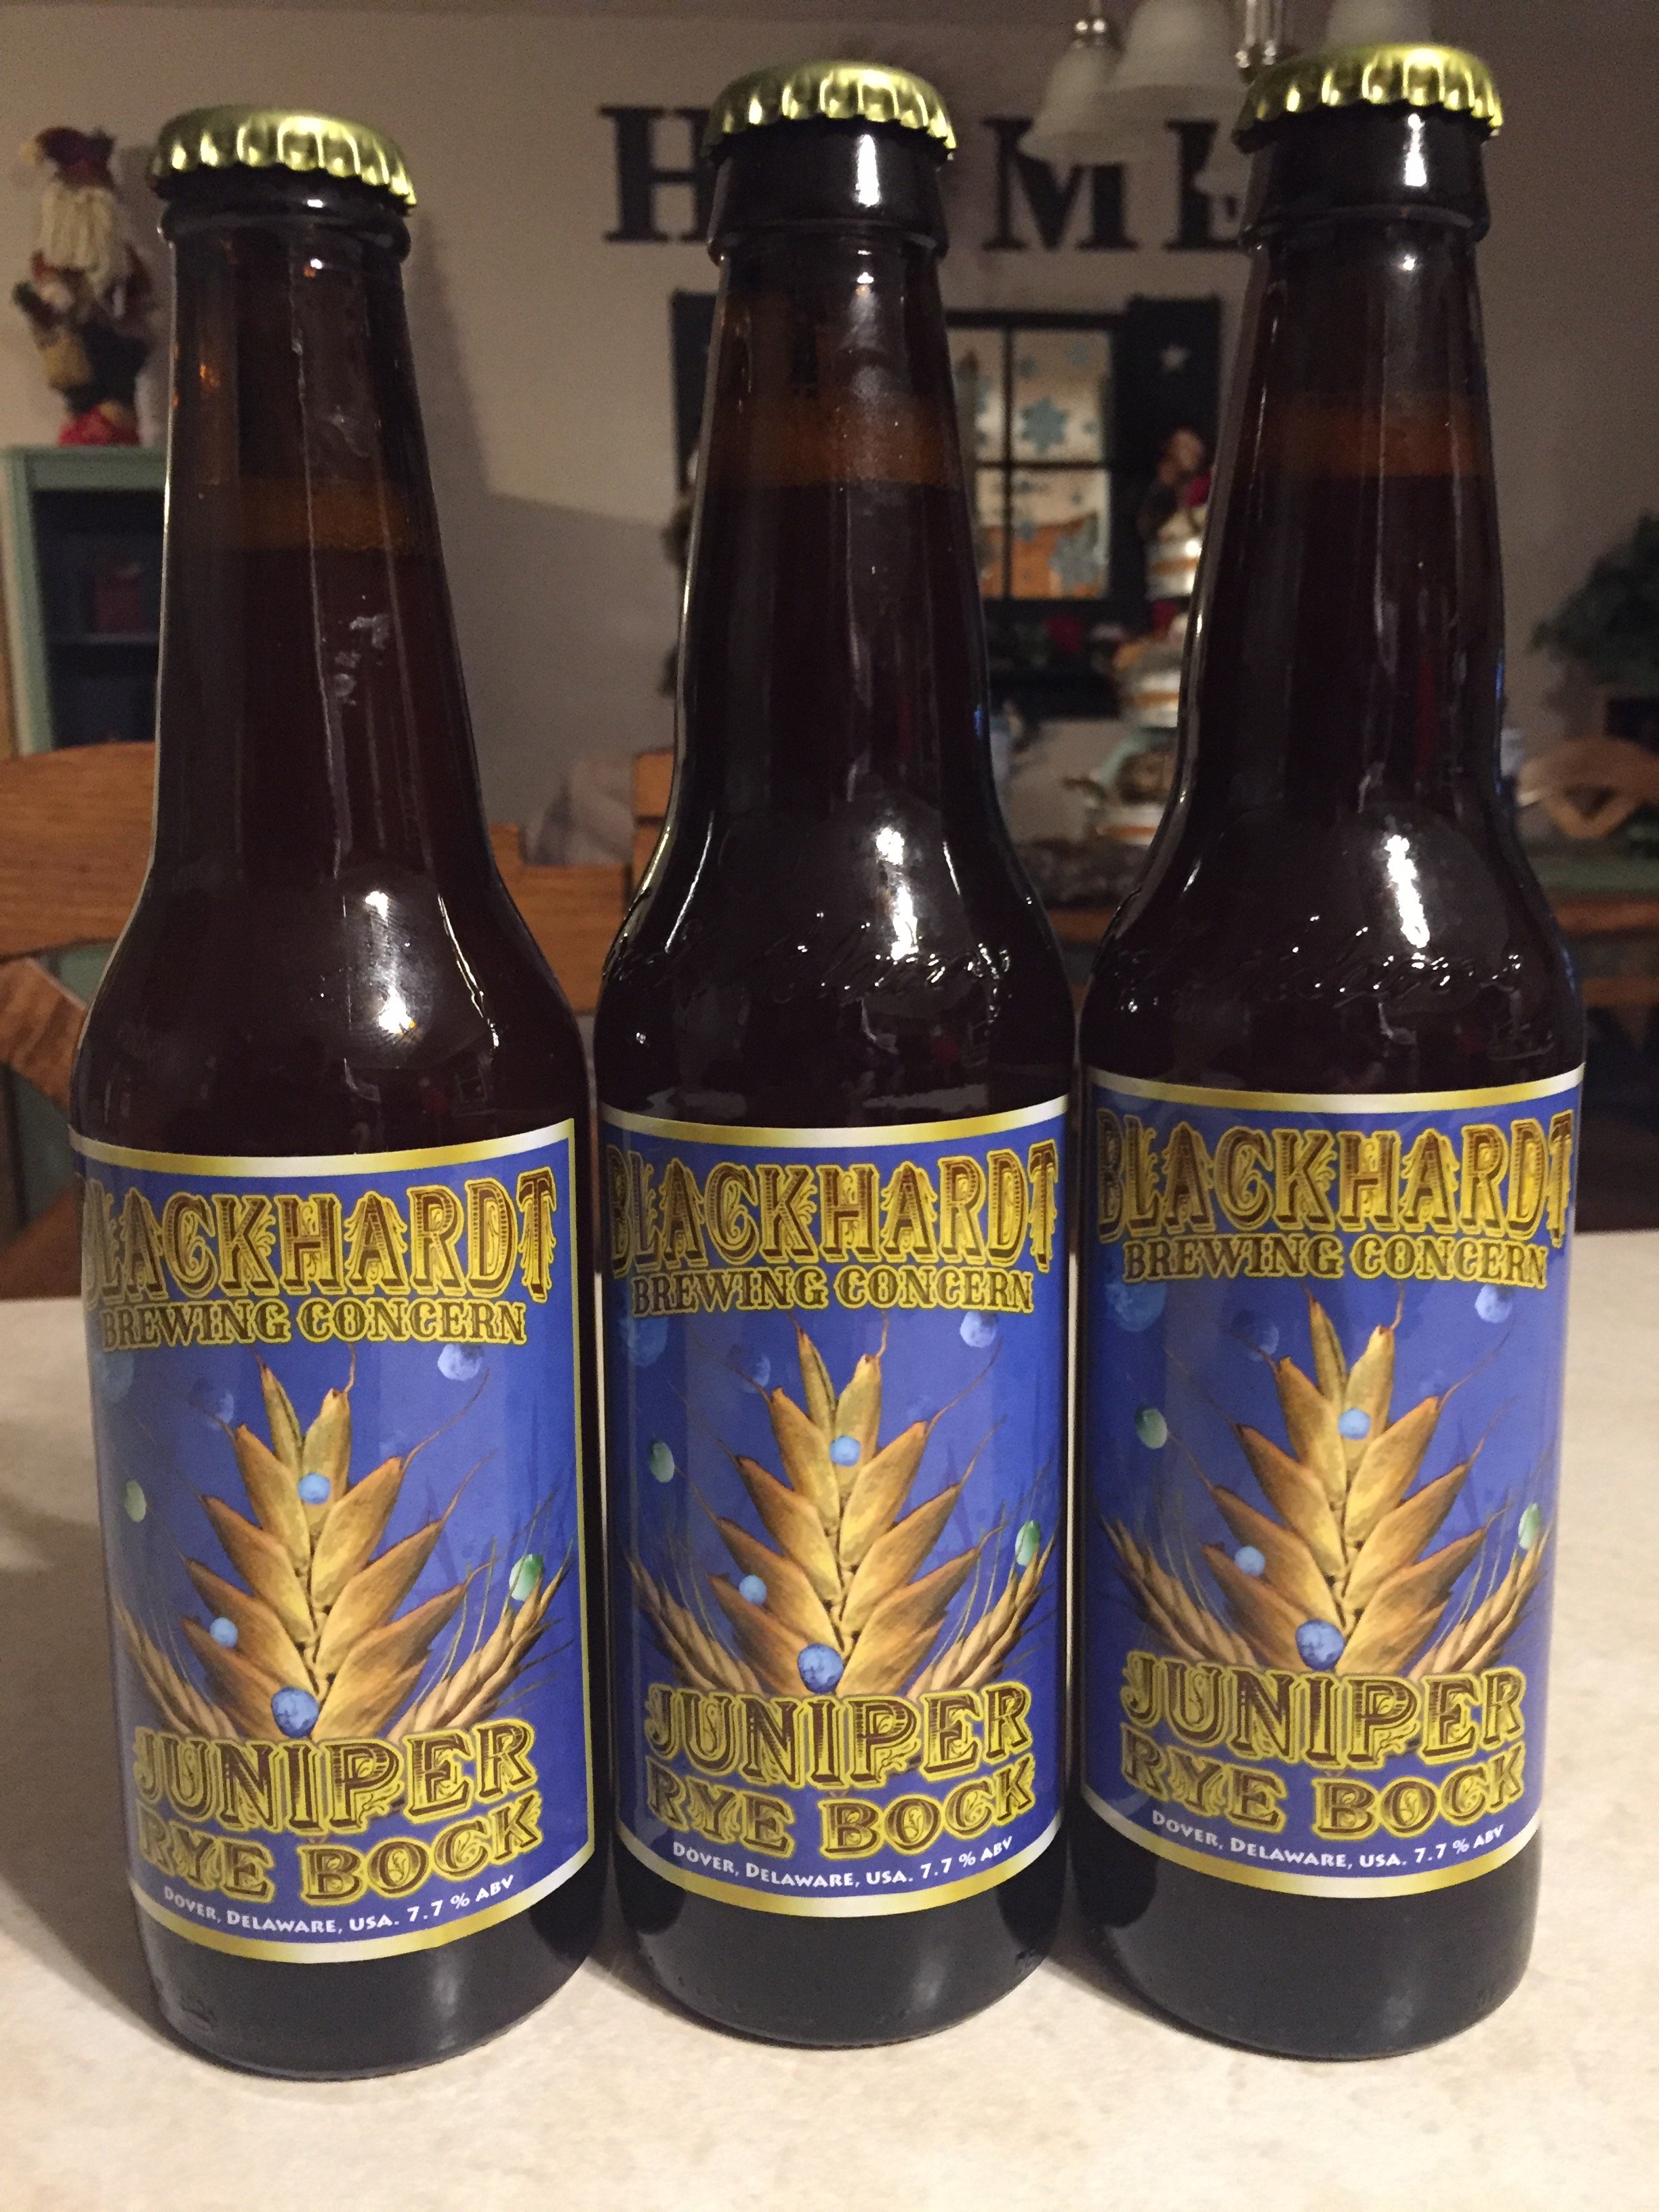 H ME
BLACKHARDT
BREWING CONCERN
JUNIPER
RYE BOCK
DOVER, DELAWARE, USA. 7.7 % ABV
BLACKHARDT
BREWING CONCERN
JUNIPER
RYE BOCK
DOVER, DELAWARE, USA. 7.7 % ABV
BLACKHARDT
BREWING CONCERN
JUNIPER
RYE BOCK
DOVER, DELAWARE, USA. 7.7 % ABV